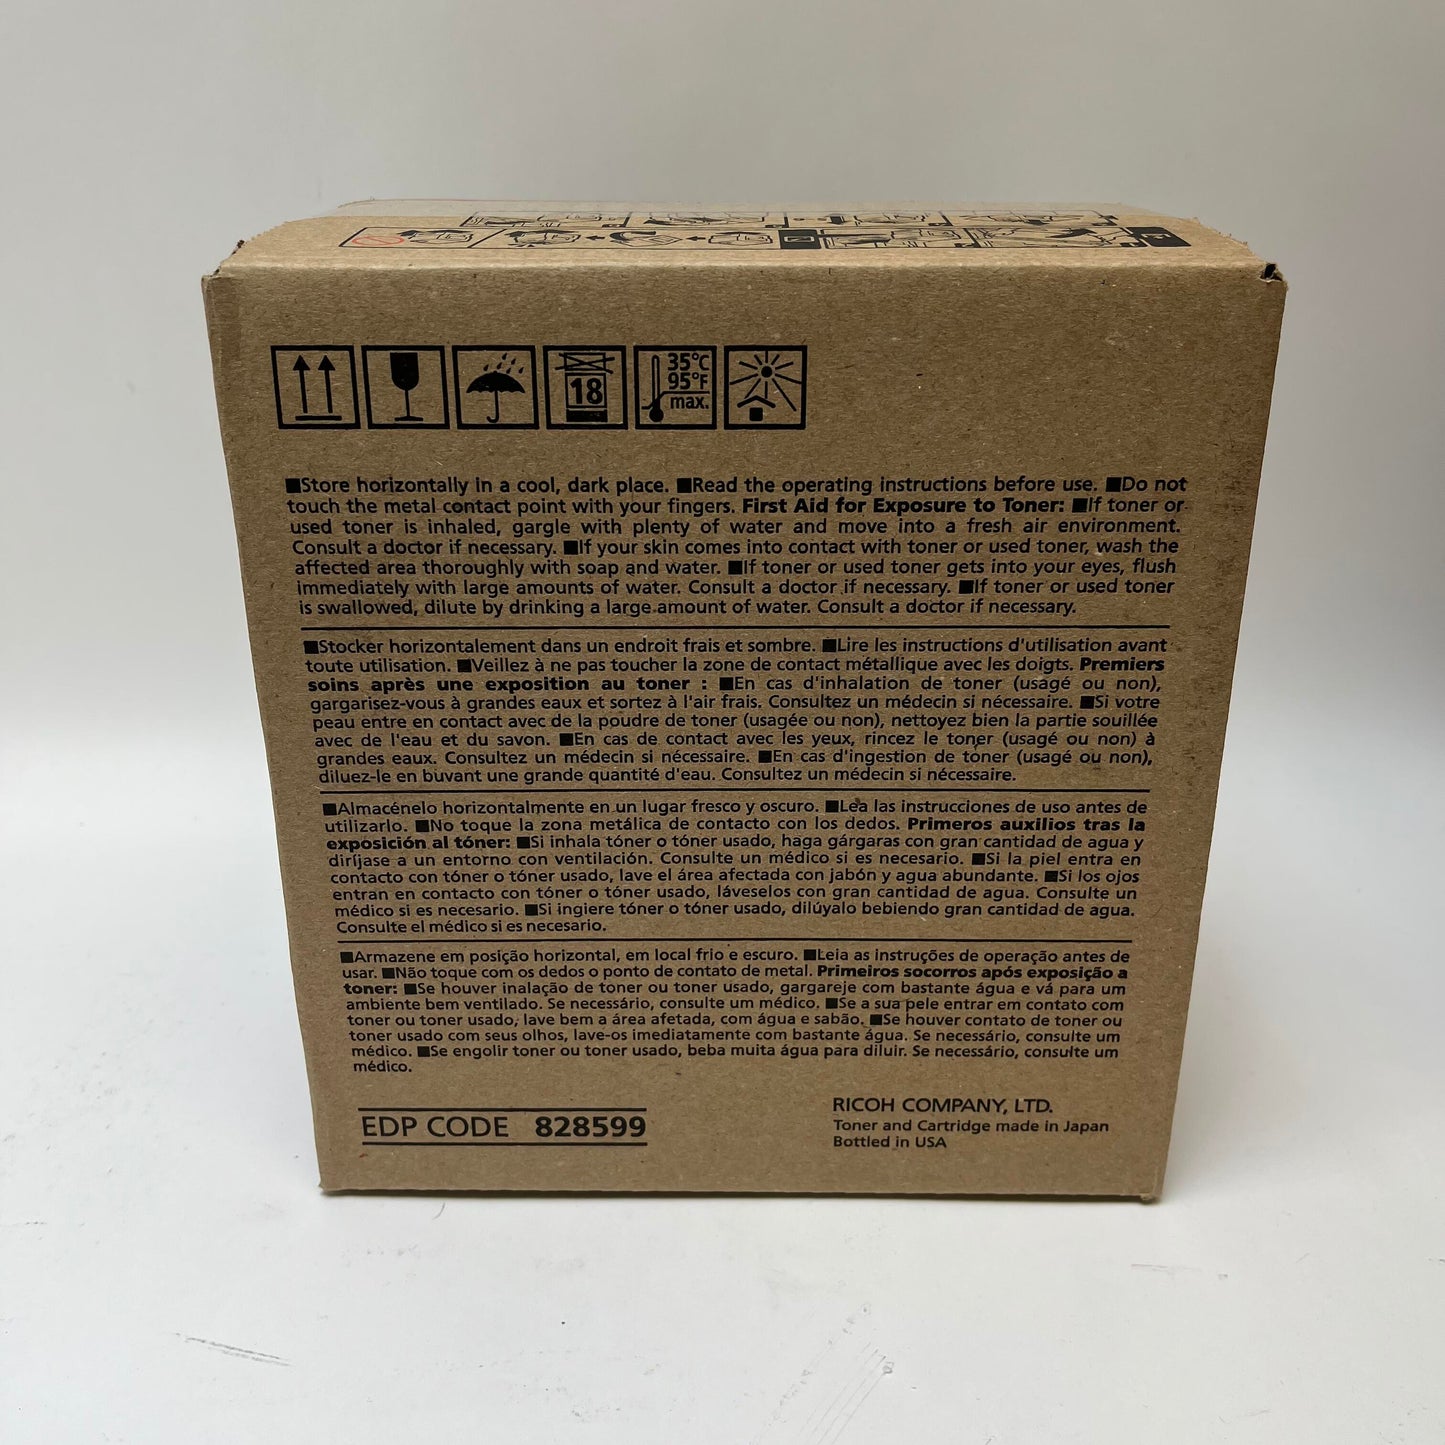 18
35°C
95°F
max.
■Store horizontally in a cool, dark place. ■Read the operating instructions before use. ■Do not
touch the metal contact point with your fingers. First Aid for Exposure to Toner: ■If toner or
used toner is inhaled, gargle with plenty of water and move into a fresh air environment.
Consult a doctor if necessary. ■If your skin comes into contact with toner or used toner, wash the
affected area thoroughly with soap and water. ■If toner or used toner gets into your eyes, flush
immediately with large amounts of water. Consult a doctor if necessary. ■If toner or used toner
is swallowed, dilute by drinking a large amount of water. Consult a doctor if necessary.
■Stocker horizontalement dans un endroit frais et sombre. ■Lire les instructions d'utilisation avant
toute utilisation. ■Veillez à ne pas toucher la zone de contact métallique avec les doigts. Premiers
soins après une exposition au toner : ■En cas d'inhalation de toner (usagé ou non),
gargarisez-vous à grandes eaux et sortez à l'air frais. Consultez un médecin si nécessaire. ■Si votre
peau entre en contact avec de la poudre de toner (usagée ou non), nettoyez bien la partie souillée
avec de l'eau et du savon. ■En cas de contact avec les yeux, rincez le toner (usagé ou non) à
grandes eaux. Consultez un médecin si nécessaire. ■En cas d'ingestion de toner (usagé ou non),
diluez-le en buvant une grande quantité d'eau. Consultez un médecin si nécessaire.
■Almacénelo horizontalmente en un lugar fresco y oscuro. ■Lea las instrucciones de uso antes de
utilizarlo. ■No toque la zona metálica de contacto con los dedos. Primeros auxilios tras la
exposición al tóner: ■Si inhala tóner o tóner usado, haga gárgaras con gran cantidad de agua y
diríjase a un entorno con ventilación. Consulte un médico si es necesario. ■Si la piel entra en
contacto con tóner o tóner usado, lave el área afectada con jabón y agua abundante. ■Si los ojos
entran en contacto con tóner o tóner usado, láveselos con gran cantidad de agua. Consulte un
médico si es necesario. ■Si ingiere tóner o tóner usado, dilúyalo bebiendo gran cantidad de agua.
Consulte el médico si es necesario.
■Armazene em posição horizontal, em local frio e escuro. ■Leia as instruções de operação antes de
usar. ■Não toque com os dedos o ponto de contato de metal. Primeiros socorros após exposição a
toner: ■Se houver inalação de toner ou toner usado, gargareje com bastante água e vá para um
ambiente bem ventilado. Se necessário, consulte um médico. ■Se a sua pele entrar em contato com
toner ou toner usado, lave bem a área afetada, com água e sabão. ■Se houver contato de toner ou
toner usado com seus olhos, lave-os imediatamente com bastante água. Se necessário, consulte um
médico. ■Se engolir toner ou toner usado, beba muita água para diluir. Se necessário, consulte um
médico.
EDP CODE 828599
RICOH COMPANY, LTD.
Toner and Cartridge made in Japan
Bottled in USA